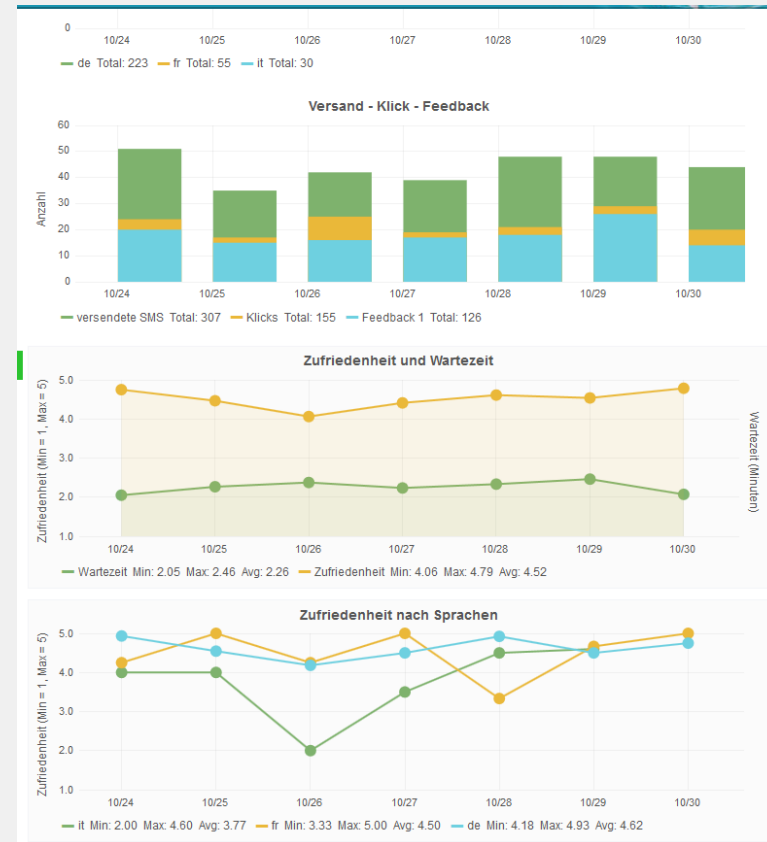 0
10/24 10/25 10/26 10/27 10/28 10/29 10/30
de Total: 223 fr Total: 55 it Total: 30
Versand - Klick - Feedback
Anzahl
60
50
40
30
20
10
0
10/24 10/25 10/26 10/27 10/28 10/29 10/30
versendete SMS Total: 307 Klicks Total: 155 Feedback 1 Total: 126
Zufriedenheit und Wartezeit
Zufriedenheit (Min = 1, Max = 5)
5.0
4.0
3.0
2.0
1.0
Wartezeit (Minuten)
10/24 10/25 10/26 10/27 10/28 10/29 10/30
Wartezeit Min: 2.05 Max: 2.46 Avg: 2.26 Zufriedenheit Min: 4.06 Max: 4.79 Avg: 4.52
Zufriedenheit nach Sprachen
Zufriedenheit (Min = 1, Max = 5)
5.0
4.0
3.0
2.0
1.0
10/24 10/25 10/26 10/27 10/28 10/29 10/30
it Min: 2.00 Max: 4.60 Avg: 3.77 fr Min: 3.33 Max: 5.00 Avg: 4.50 de Min: 4.18 Max: 4.93 Avg: 4.62